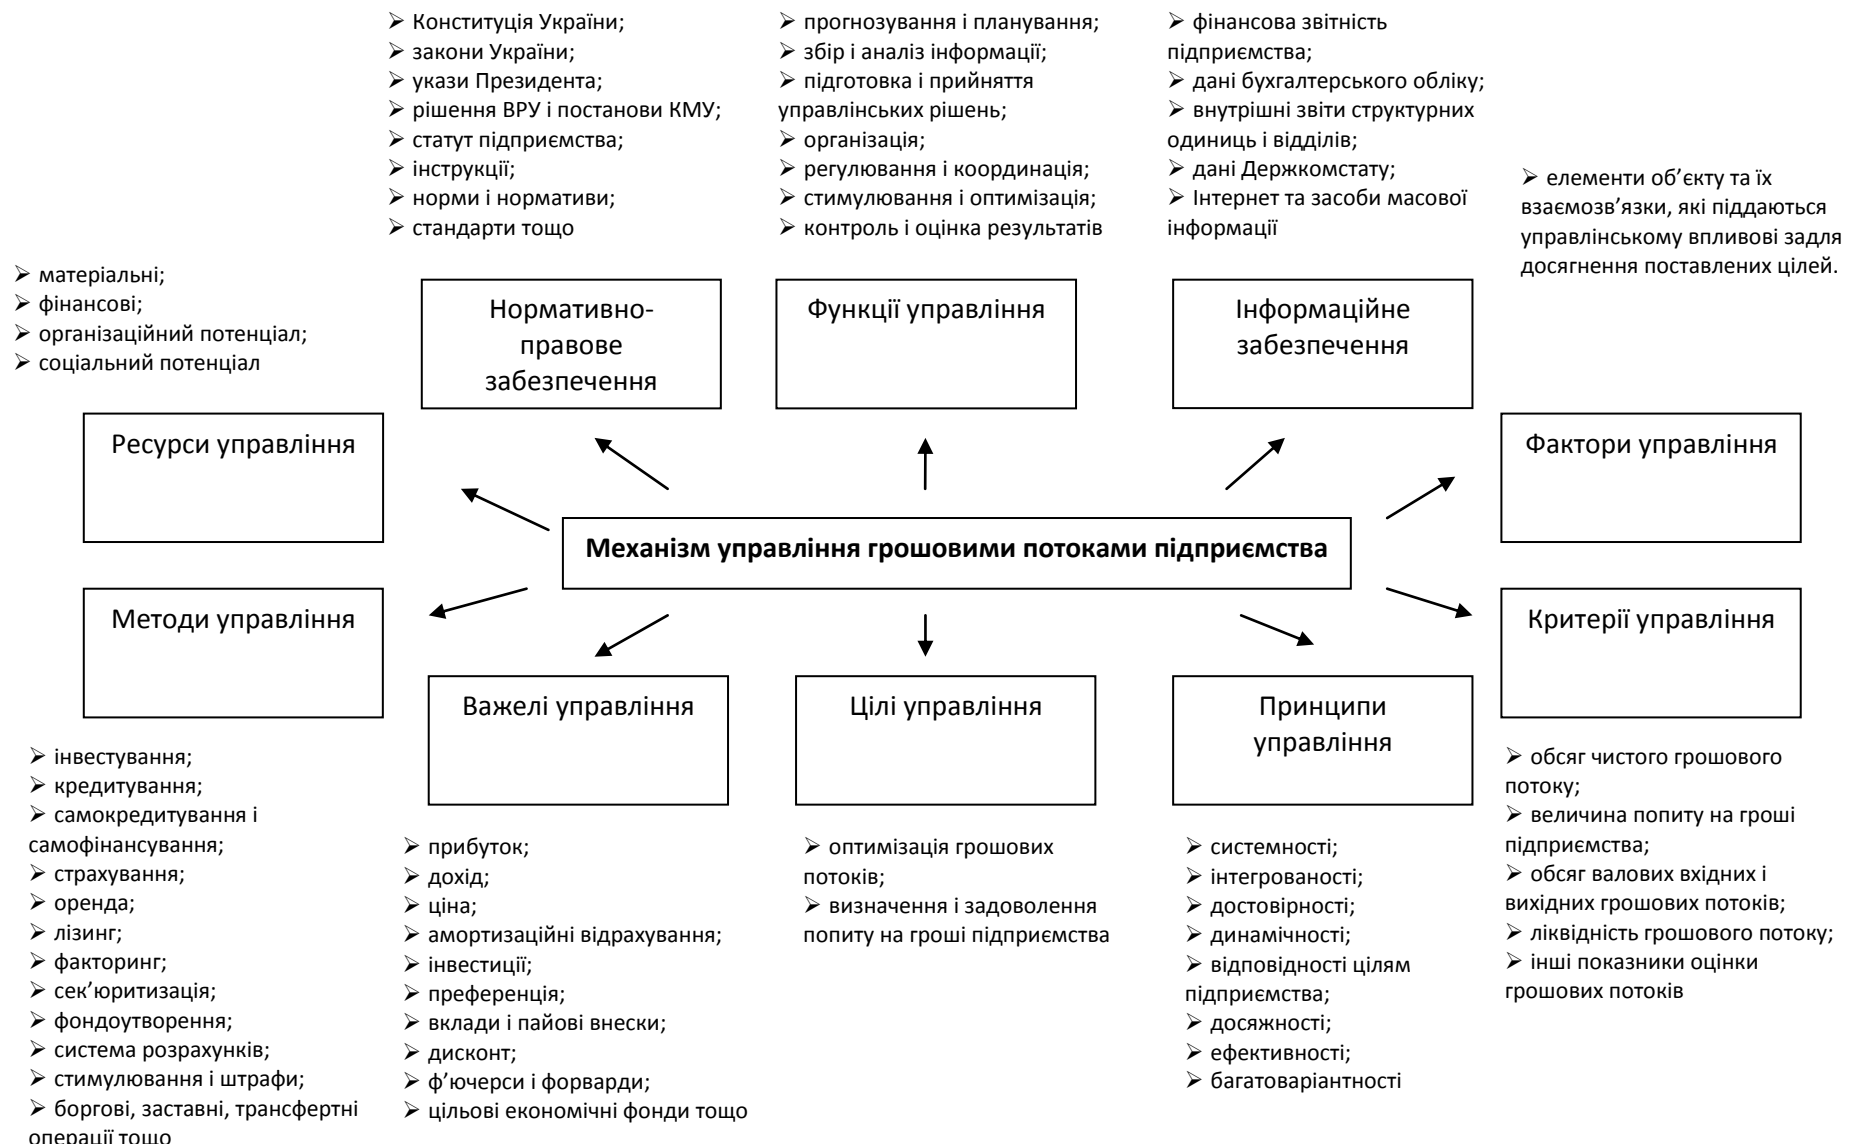 ➢ Конституція України;
➢ закони України;
➢ укази Президента;
➢ рішення ВРУ і постанови КМУ;
➢ статут підприємства;
➢ інструкції;
➢ норми і нормативи;
➢ стандарти тощо
➢ прогнозування і планування;
➢ збір і аналіз інформації;
➢ підготовка і прийняття
управлінських рішень;
➢ організація;
➢ регулювання і координація;
➢ стимулювання і оптимізація;
➢ контроль і оцінка результатів
➢ фінансова звітність
підприємства;
➢ дані бухгалтерського обліку;
➢ внутрішні звіти структурних
одиниць і відділів;
➢ дані Держкомстату;
➢ Інтернет та засоби масової
інформації
➢ елементи об’єкту та їх
взаємозв’язки, які піддаються
управлінському впливові задля
досягнення поставлених цілей.
➢ матеріальні;
➢ фінансові;
➢ організаційний потенціал;
➢ соціальний потенціал
Нормативно-
правове
забезпечення
Функції управління
Інформаційне
забезпечення
Ресурси управління
Фактори управління
Механізм управління грошовими потоками підприємства
Методи управління
Критерії управління
Важелі управління
Цілі управління
Принципи
управління
➢ інвестування;
➢ кредитування;
➢ самокредитування і
самофінансування;
➢ страхування;
➢ оренда;
➢ лізинг;
➢ факторинг;
➢ сек’юритизація;
➢ фондоутворення;
➢ система розрахунків;
➢ стимулювання і штрафи;
➢ боргові, заставні, трансфертні
операції тощо
➢ прибуток;
➢ дохід;
➢ ціна;
➢ амортизаційні відрахування;
➢ інвестиції;
➢ преференція;
➢ вклади і пайові внески;
➢ дисконт;
➢ ф’ючерси і форварди;
➢ цільові економічні фонди тощо
➢ оптимізація грошових
потоків;
➢ визначення і задоволення
попиту на гроші підприємства
➢ системності;
➢ інтегрованості;
➢ достовірності;
➢ динамічності;
➢ відповідності цілям
підприємства;
➢ досяжності;
➢ ефективності;
➢ багатоваріантності
➢ обсяг чистого грошового
потоку;
➢ величина попиту на гроші
підприємства;
➢ обсяг валових вхідних і
вихідних грошових потоків;
➢ ліквідність грошового потоку;
➢ інші показники оцінки
грошових потоків